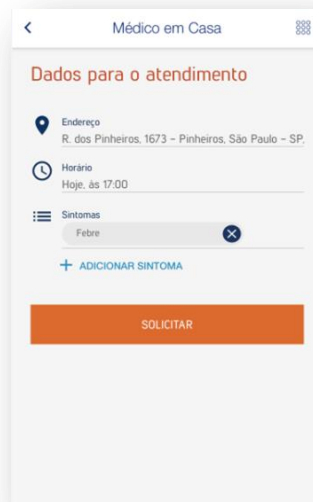 Médico em Casa
Dados para o atendimento
Endereço
R. dos Pinheiros, 1673 - Pinheiros, São Paulo - SP,
Horário
Hoje, às 17:00
Sintomas
Febre
+ ADICIONAR SINTOMA
SOLICITAR